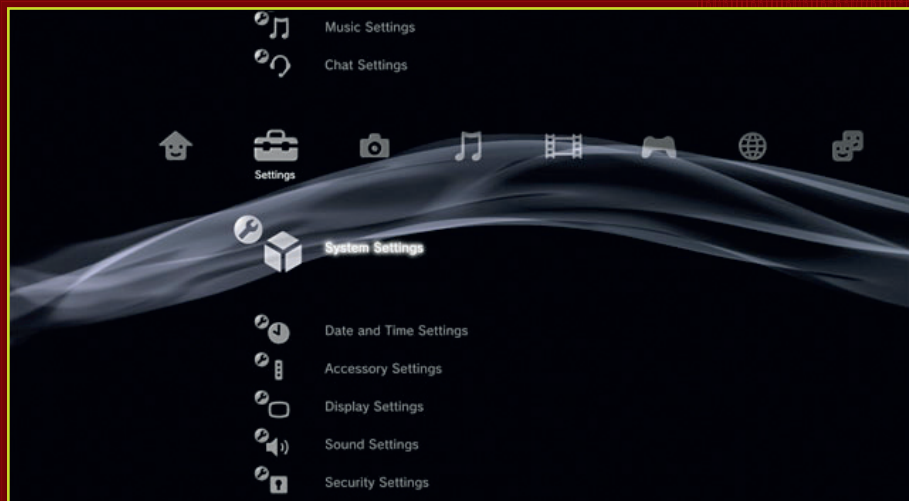 Music Settings
Chat Settings
Settings
System Settings
Date and Time Settings
Accessory Settings
Display Settings
Sound Settings
Security Settings